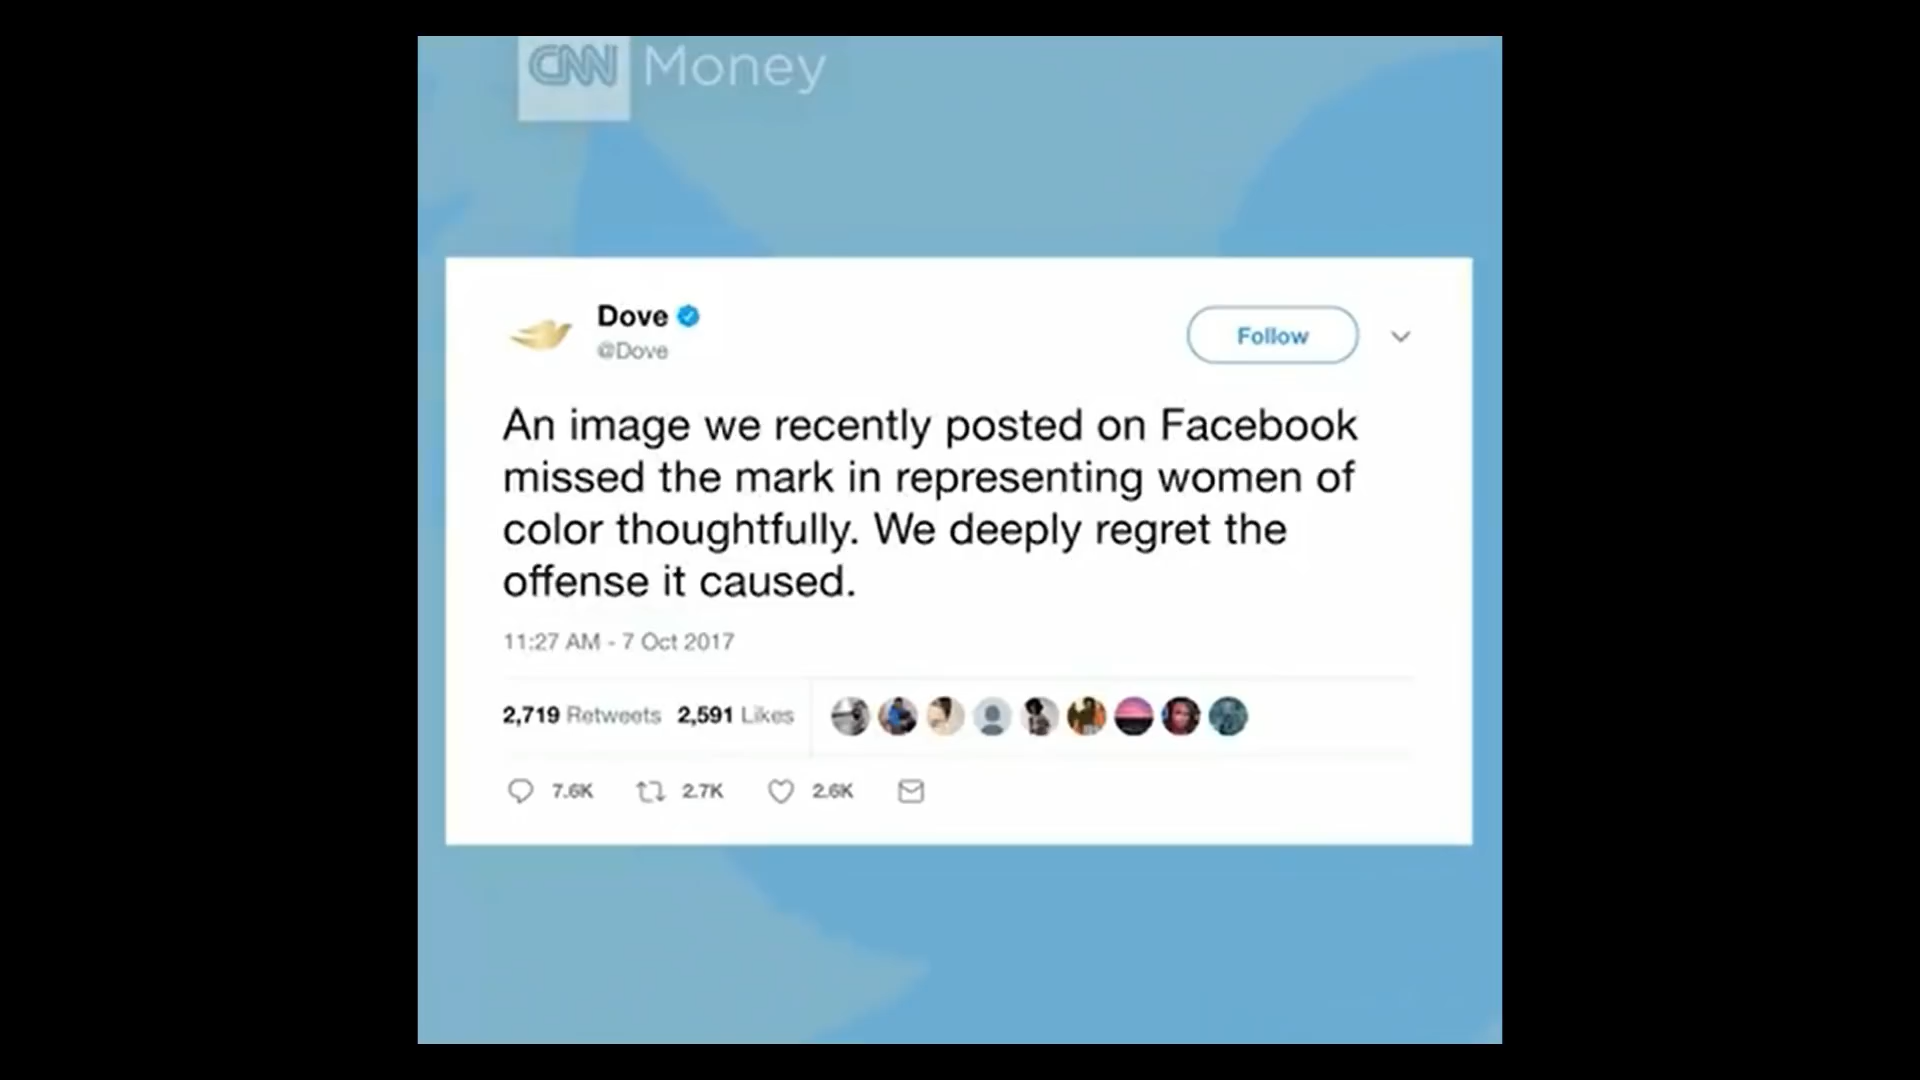 CNN Money
Dove
@Dove
Follow
An image we recently posted on Facebook
missed the mark in representing women of
color thoughtfully. We deeply regret the
offense it caused.
11:27 AM - 7 Oct 2017
2,719 Retweets 2,591 Likes
7.6K 2.7K 2.6K